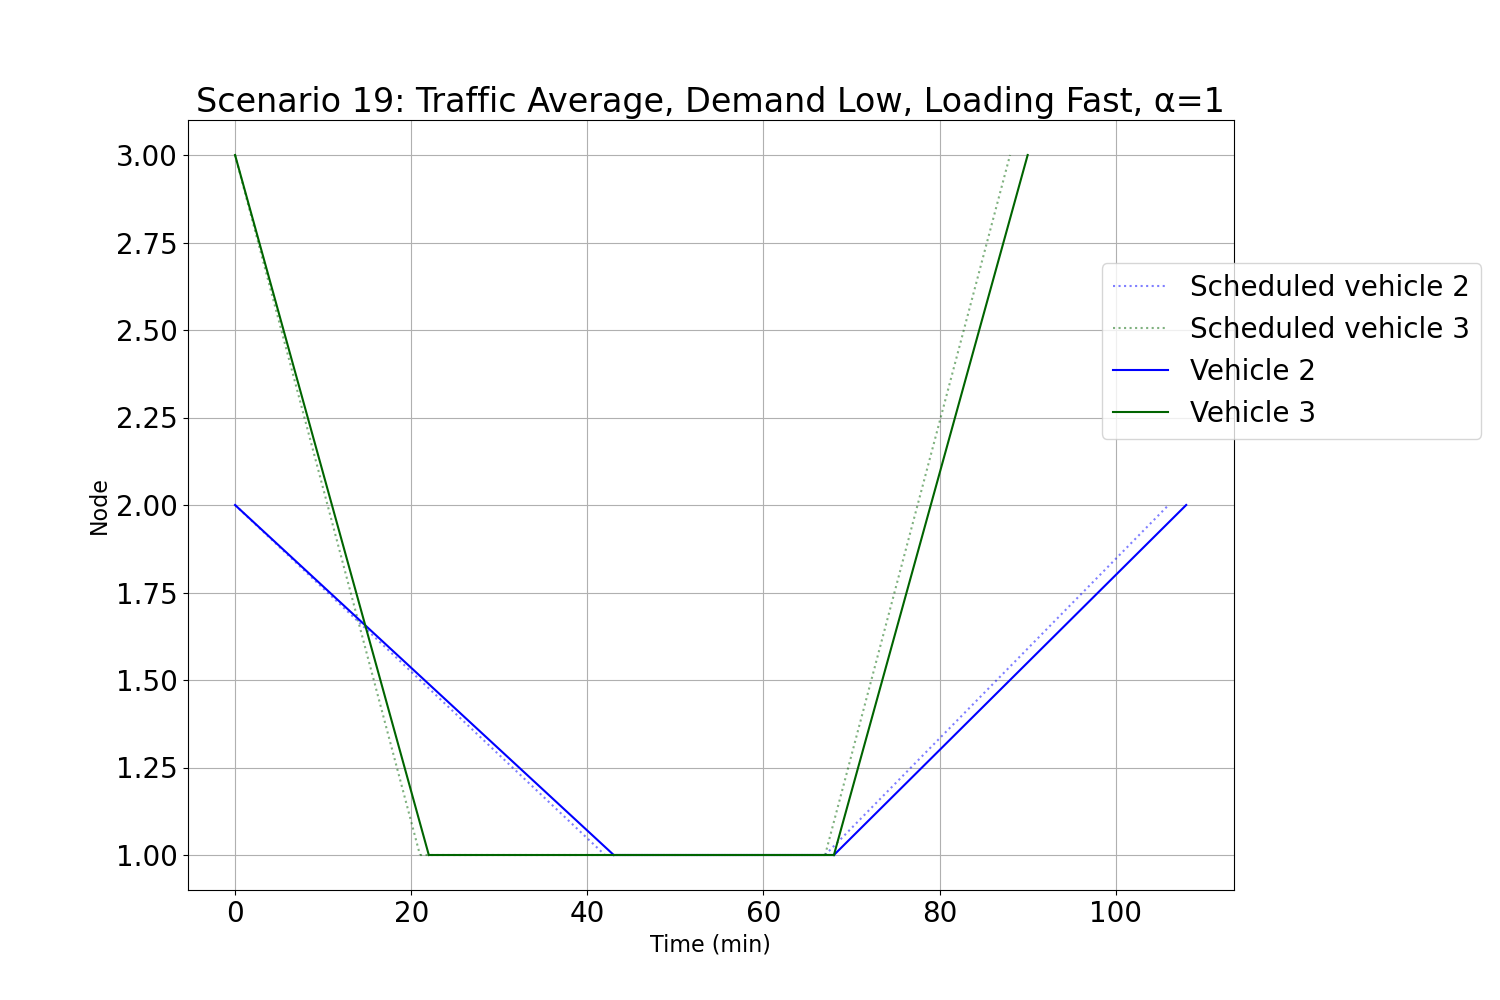 Scenario 19: Traffic Average, Demand Low, Loading Fast, α=1
3.00
2.75
2.50
2.25
2.00
1.75
1.50
1.25
1.00
Node
0 20 40 60 80 100
Time (min)
Scheduled vehicle 2
Scheduled vehicle 3
Vehicle 2
Vehicle 3